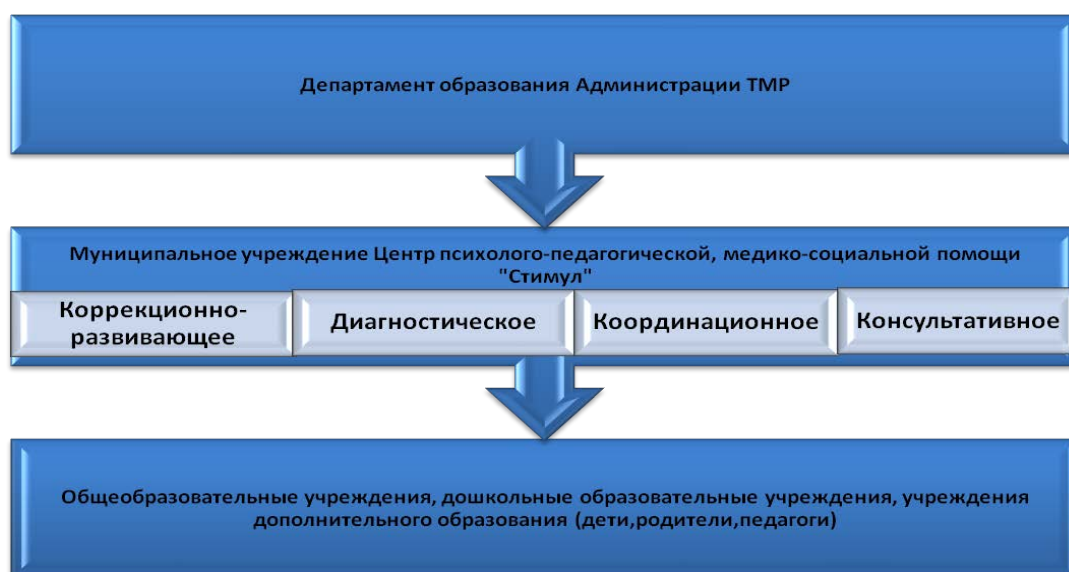 Департамент образования Администрации ТМР
Муниципальное учреждение Центр психолого-педагогической, медико-социальной помощи
"Стимул"
Коррекционно-
развивающее
Диагностическое
Координационное
Консультативное
Общеобразовательные учреждения, дошкольные образовательные учреждения, учреждения
дополнительного образования (дети,родители,педагоги)